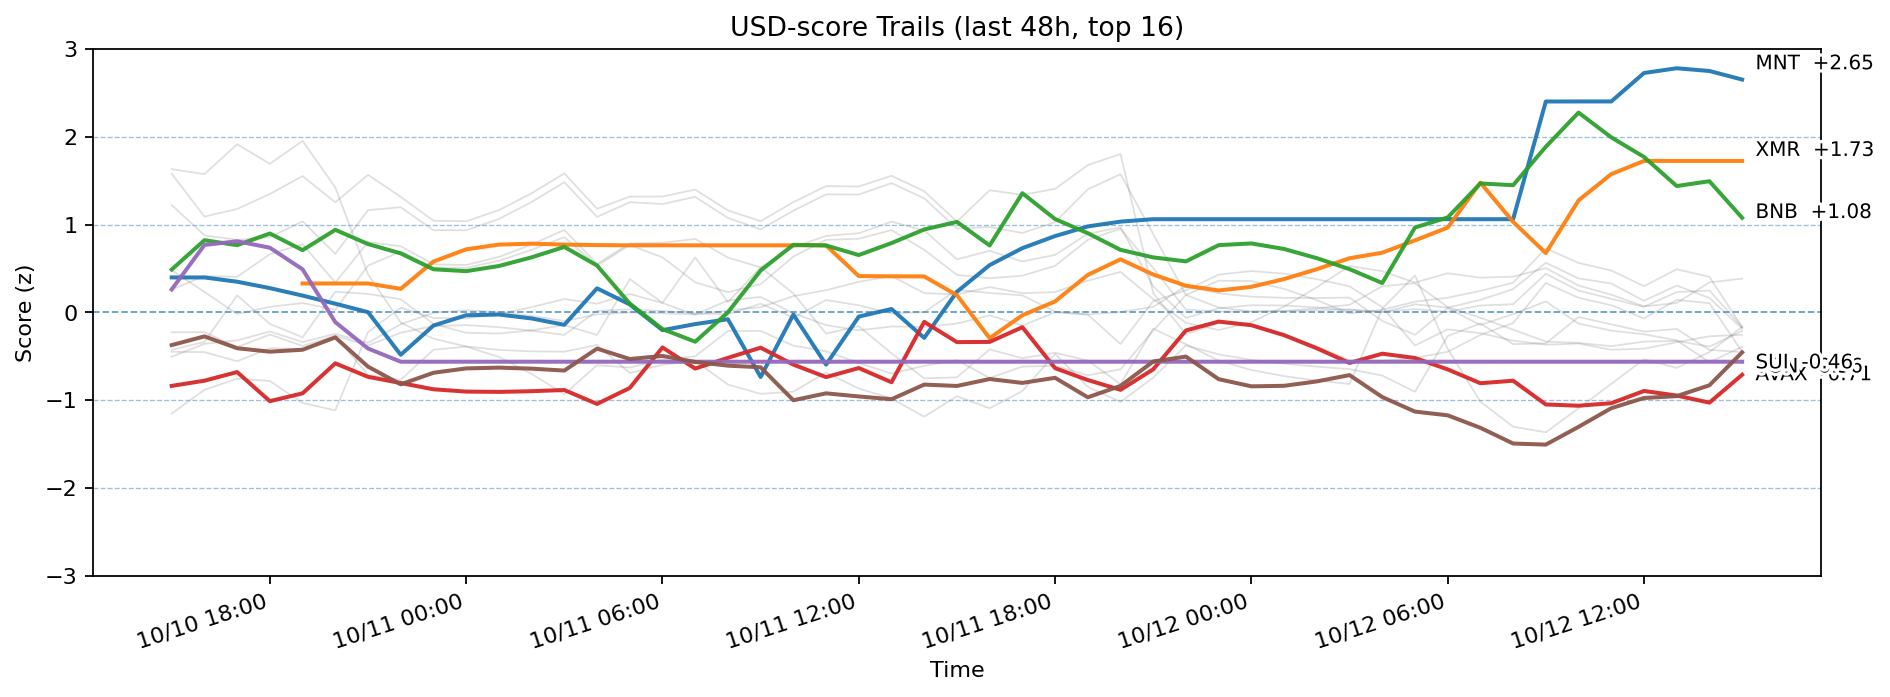 USD-score Trails (last 48h, top 16)
Score (z)
3
2
1
0
−1
−2
−3
MNT +2.65
XMR +1.73
BNB +1.08
SUI -0.46
AVAX -0.71
10/10 18:00
10/11 00:00
10/11 06:00
10/11 12:00
10/11 18:00
10/12 00:00
10/12 06:00
10/12 12:00
Time